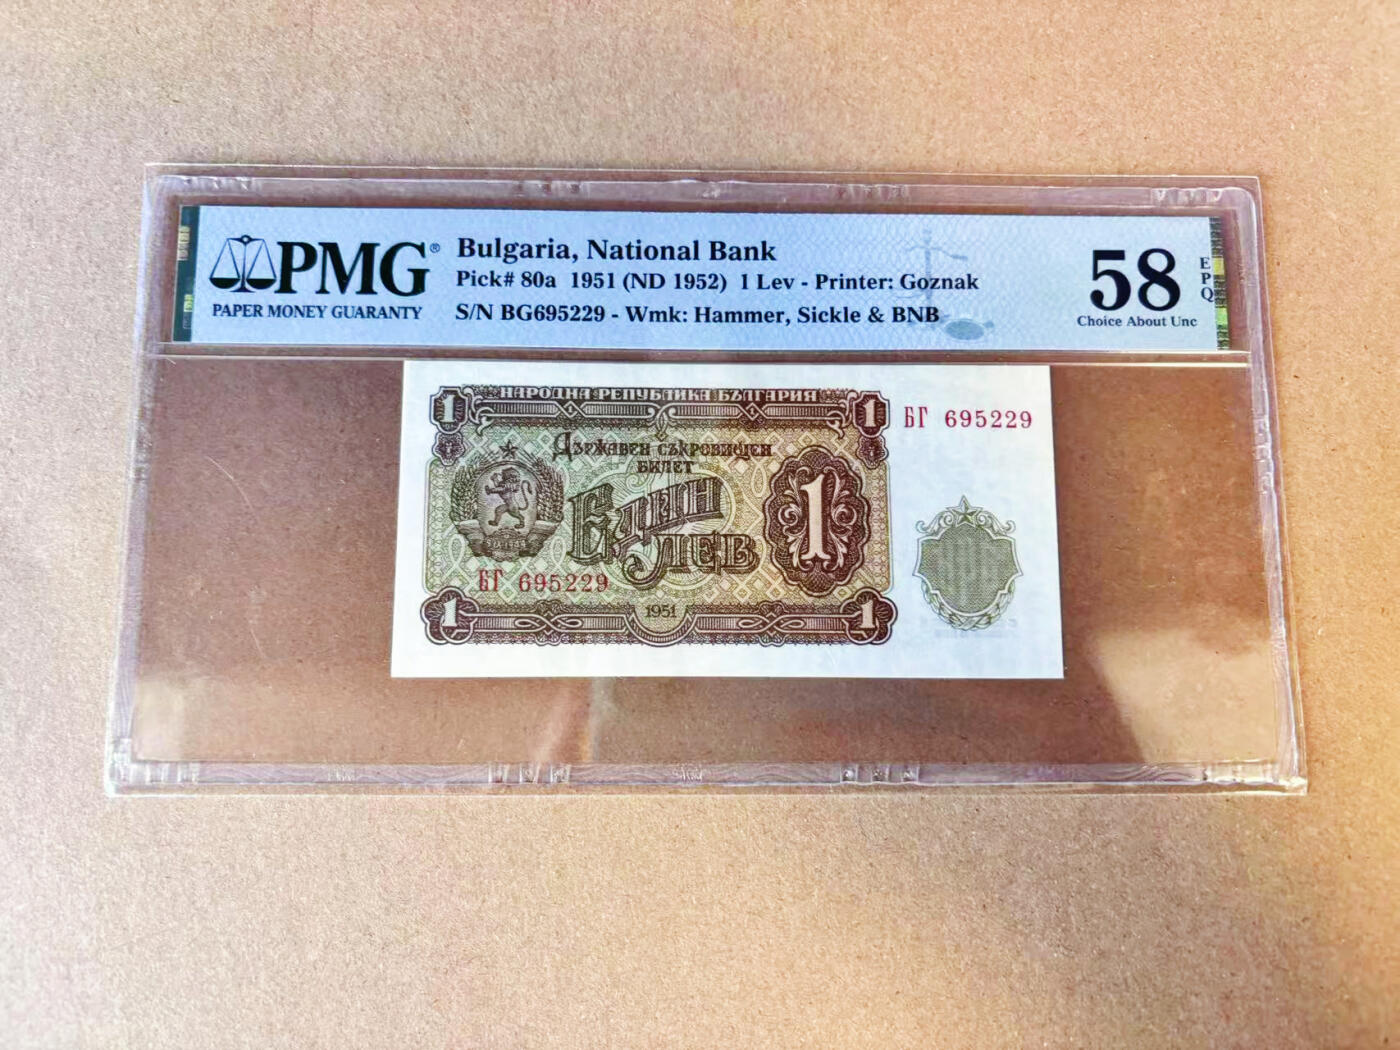 PMG®
PAPER MONEY GUARANTY
Bulgaria, National Bank
Pick# 80a 1951 (ND 1952) 1 Lev - Printer: Goznak
S/N BG695229 - Wmk: Hammer, Sickle & BNB
58
EPQ
Choice About Unc
1 НАРОДНА РЕПУБЛИКА БЪЛГАРИЯ 1
БГ 695229
Държавен съкровищен
билет
Един
Лев
1
БГ 695229
1 1951 1